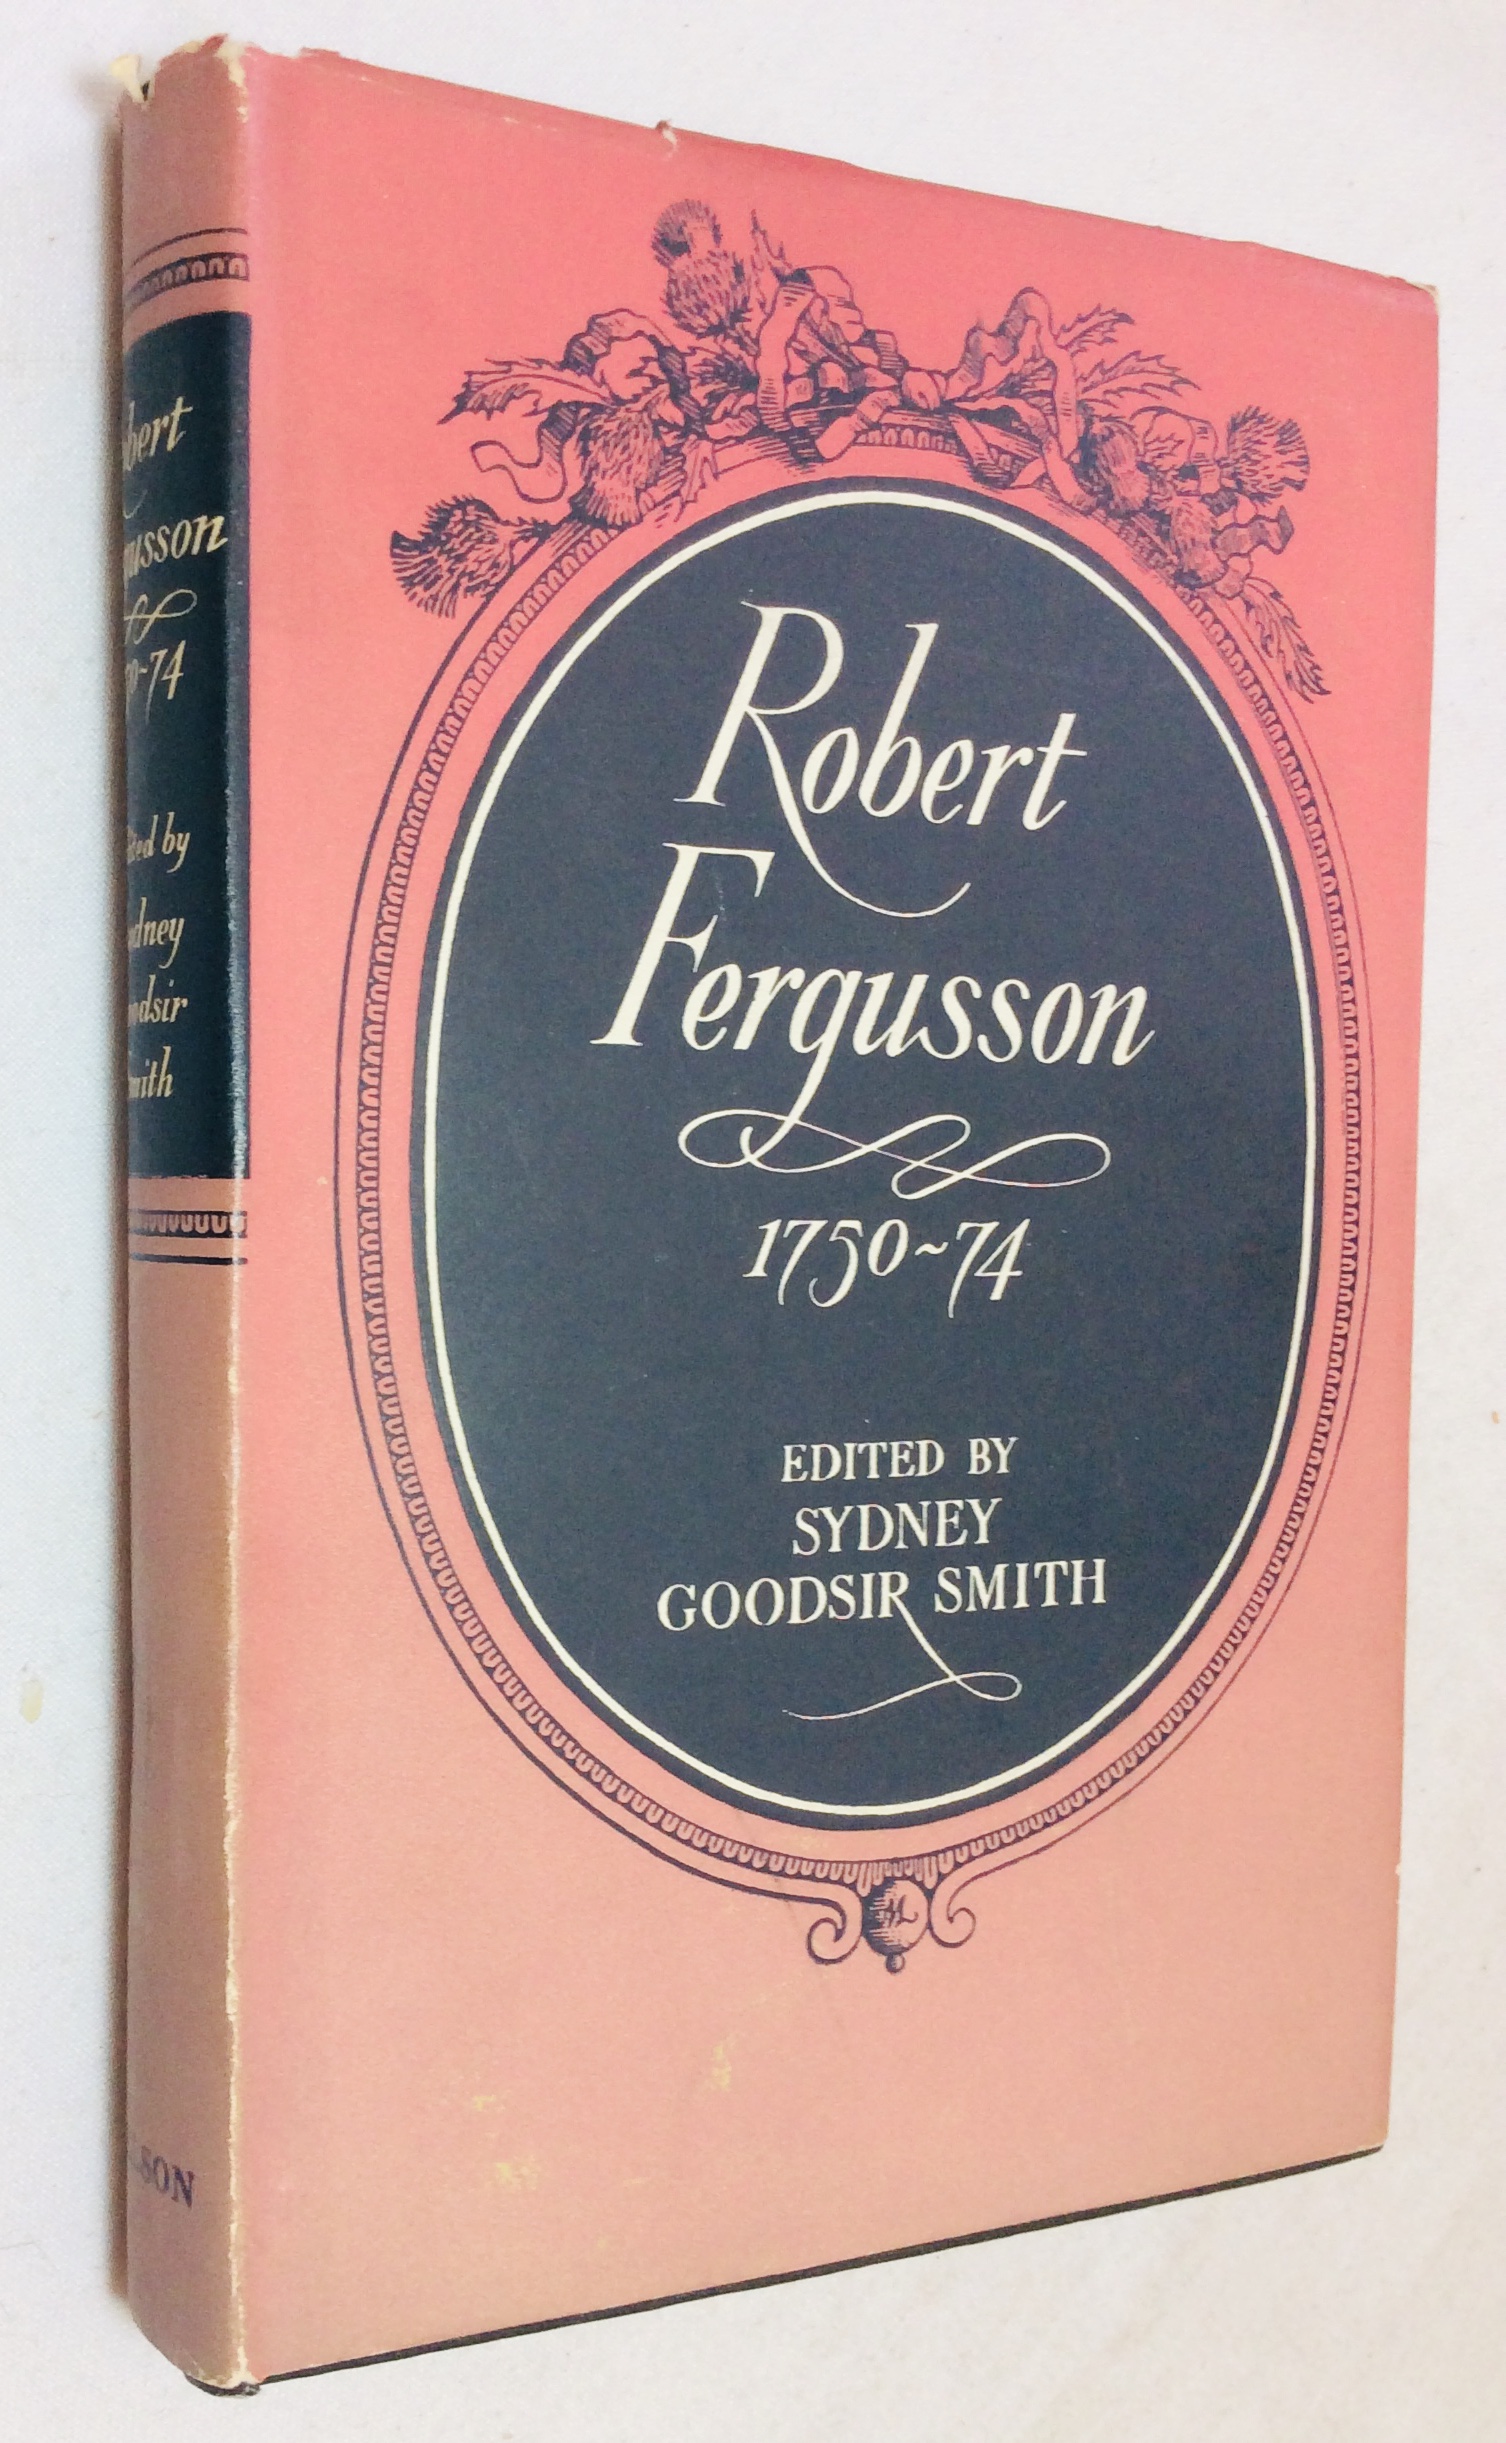 Robert
Fergusson
1750~74
EDITED BY
SYDNEY
GOODSIR SMITH